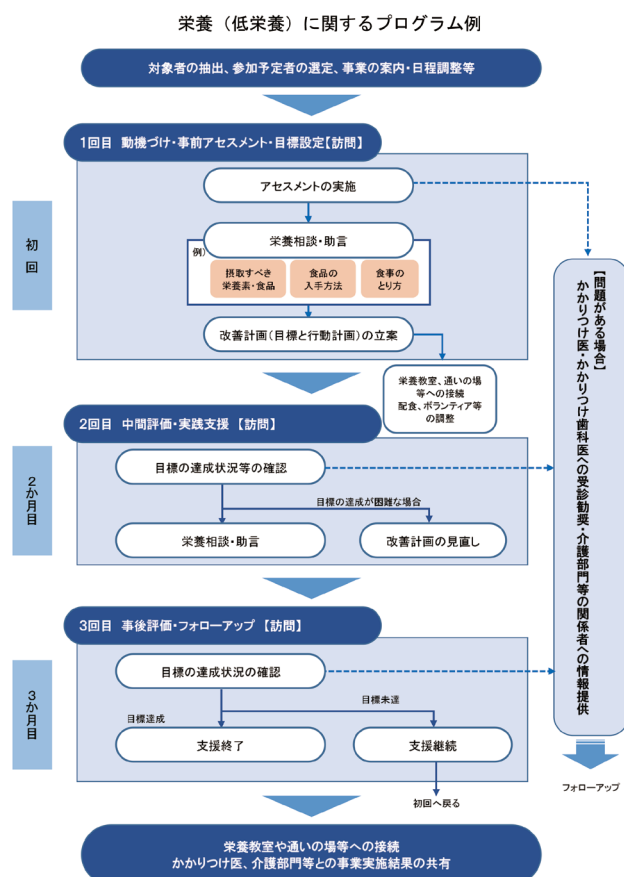 栄養（低栄養）に関するプログラム例
対象者の抽出、参加予定者の選定、事業の案内・日程調整等
1回目 動機づけ・事前アセスメント・目標設定【訪問】
初回
アセスメントの実施
栄養相談・助言
例）
摂取すべき
栄養素・食品
食品の
入手方法
食事の
とり方
改善計画（目標と行動計画）の立案
栄養教室、通いの場
等への接続
配食、ボランティア等
の調整
2回目 中間評価・実践支援 【訪問】
2か月目
目標の達成状況等の確認
目標の達成が困難な場合
栄養相談・助言
改善計画の見直し
3回目 事後評価・フォローアップ 【訪問】
3か月目
目標の達成状況の確認
目標未達
目標達成
支援終了
支援継続
初回へ戻る
【問題がある場合】
かかりつけ医・かかりつけ歯科医への受診勧奨・介護部門等の関係者への情報提供
フォローアップ
栄養教室や通いの場等への接続
かかりつけ医、介護部門等との事業実施結果の共有